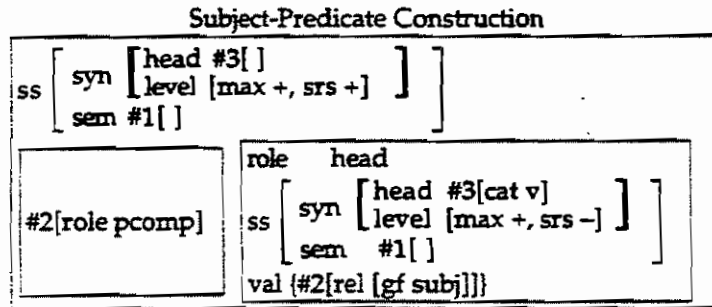 Subject-Predicate Construction
ss [ syn [ head #3[ ]
level [max +, srs +] ]
sem #1[ ] ]
#2[role pcomp]
role head
ss [ syn [ head #3[cat v]
level [max +, srs –] ]
sem #1[ ] ]
val {#2[rel [gf subj]]}